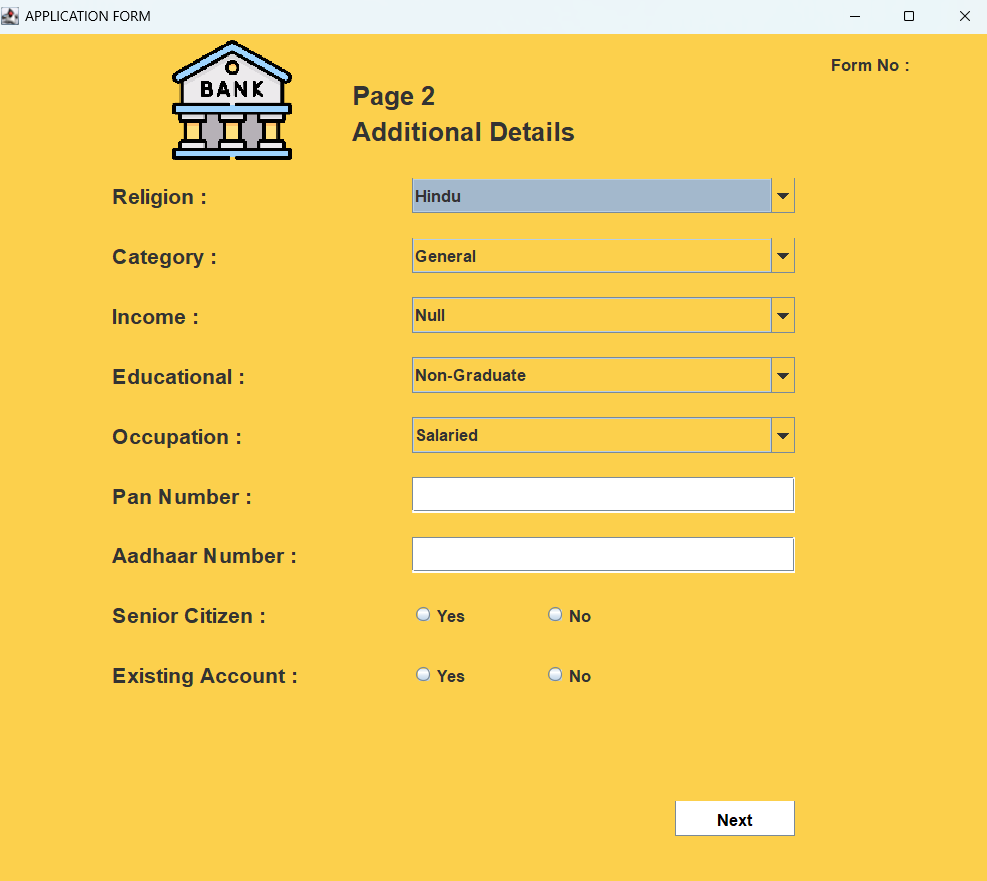 APPLICATION FORM
Form No :
BANK
Page 2
Additional Details
Religion : Hindu
Category : General
Income : Null
Educational : Non-Graduate
Occupation : Salaried
Pan Number :
Aadhaar Number :
Senior Citizen : Yes No
Existing Account : Yes No
Next